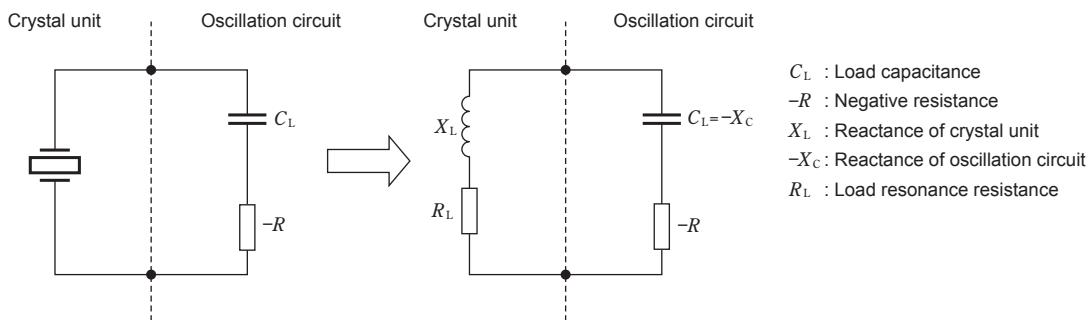 Crystal unit
Oscillation circuit
Crystal unit
Oscillation circuit
CL
−R
XL
RL
CL=−XC
−R
CL : Load capacitance
−R : Negative resistance
XL : Reactance of crystal unit
−XC : Reactance of oscillation circuit
RL : Load resonance resistance